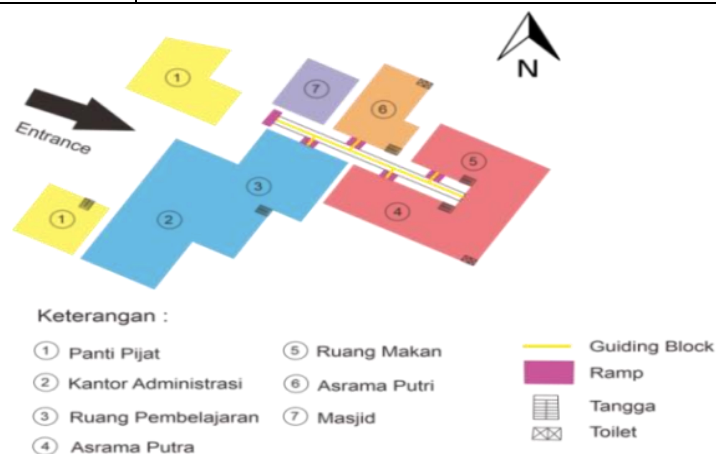 N
Entrance
1
7
6
5
3
4
1
2
Keterangan :
1 Panti Pijat
2 Kantor Administrasi
3 Ruang Pembelajaran
4 Asrama Putra
5 Ruang Makan
6 Asrama Putri
7 Masjid
Guiding Block
Ramp
Tangga
Toilet